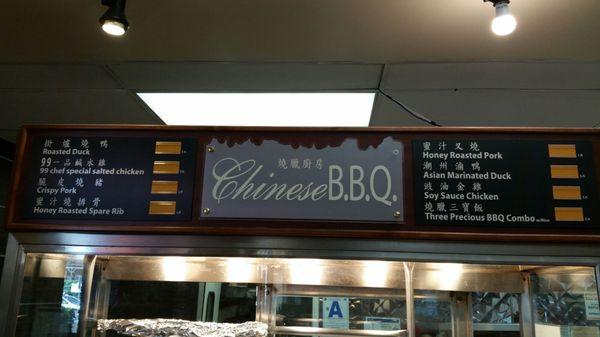 掛爐燒鴨
Roasted Duck
99一品鹹水雞
99 chef special salted chicken
脆皮燒豬
Crispy Pork
蜜汁燒排骨
Honey Roasted Spare Rib
燒臘廚房
Chinese B.B.Q.
蜜汁叉燒
Honey Roasted Pork
潮州滷鴨
Asian Marinated Duck
豉油金雞
Soy Sauce Chicken
燒臘三寶飯
Three Precious BBQ Combo w/Rice
A